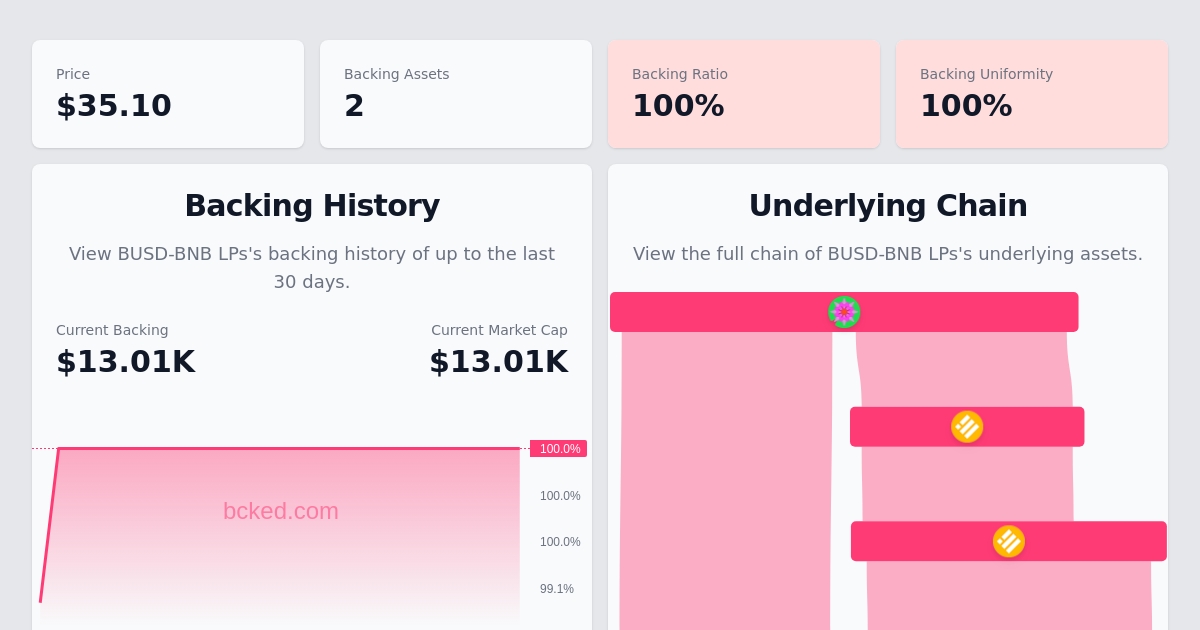 Price
$35.10
Backing Assets
2
Backing Ratio
100%
Backing Uniformity
100%
Backing History
View BUSD-BNB LPs's backing history of up to the last
30 days.
Current Backing
$13.01K
Current Market Cap
$13.01K
100.0%
100.0%
100.0%
99.1%
bcked.com
Underlying Chain
View the full chain of BUSD-BNB LPs's underlying assets.